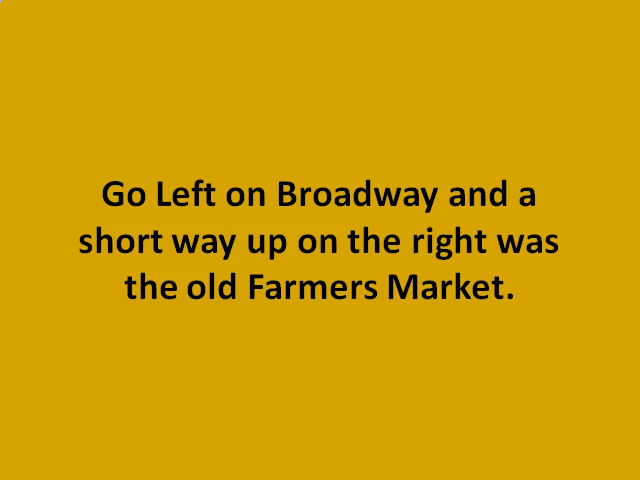 Go Left on Broadway and a
short way up on the right was
the old Farmers Market.